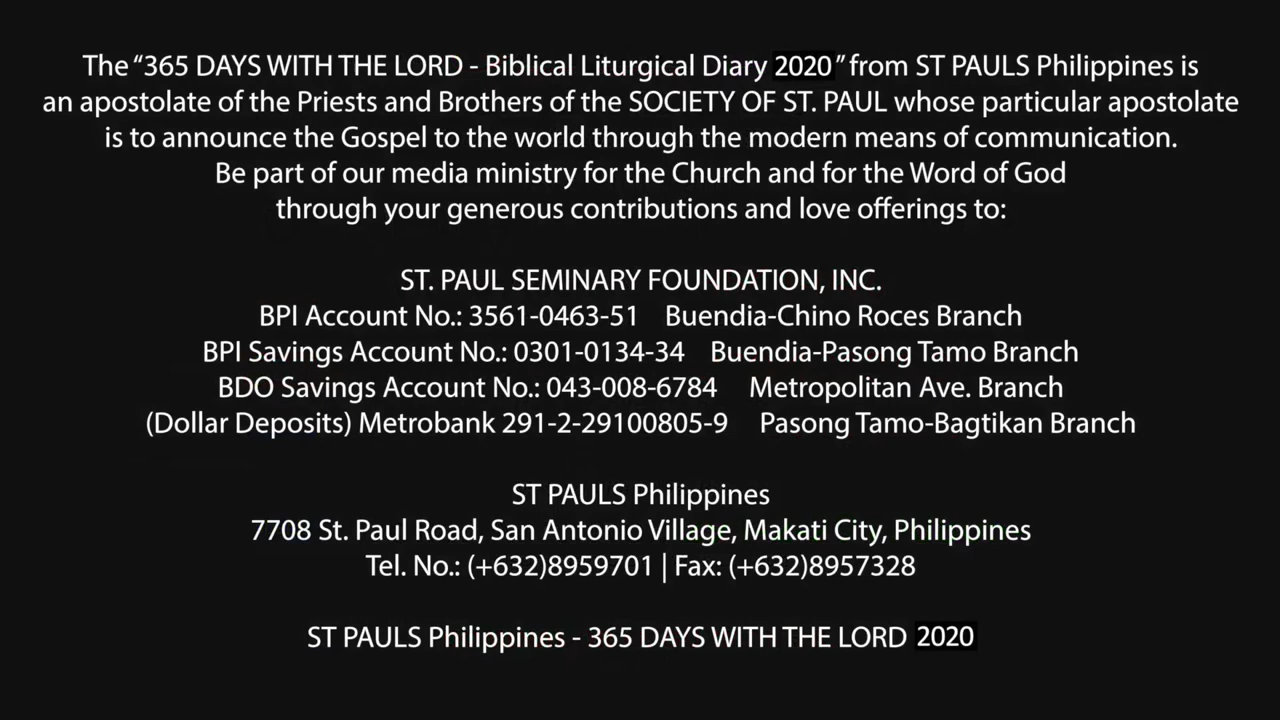 The “365 DAYS WITH THE LORD - Biblical Liturgical Diary 2020” from ST PAULS Philippines is
an apostolate of the Priests and Brothers of the SOCIETY OF ST. PAUL whose particular apostolate
is to announce the Gospel to the world through the modern means of communication.
Be part of our media ministry for the Church and for the Word of God
through your generous contributions and love offerings to:
ST. PAUL SEMINARY FOUNDATION, INC.
BPI Account No.: 3561-0463-51 Buendia-Chino Roces Branch
BPI Savings Account No.: 0301-0134-34 Buendia-Pasong Tamo Branch
BDO Savings Account No.: 043-008-6784 Metropolitan Ave. Branch
(Dollar Deposits) Metrobank 291-2-29100805-9 Pasong Tamo-Bagtikan Branch
ST PAULS Philippines
7708 St. Paul Road, San Antonio Village, Makati City, Philippines
Tel. No.: (+632)8959701 | Fax: (+632)8957328
ST PAULS Philippines - 365 DAYS WITH THE LORD 2020